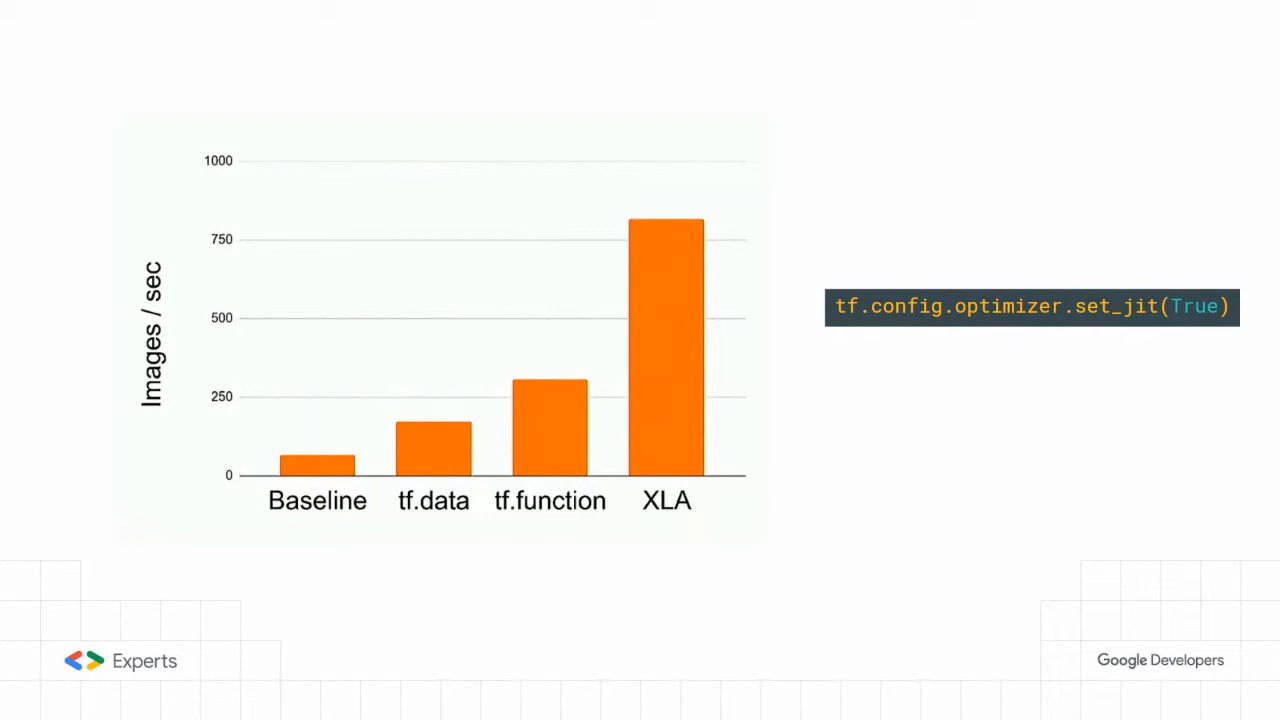 1000
750
500
250
0
Images / sec
Baseline tf.data tf.function XLA
tf.config.optimizer.set_jit(True)
Experts
Google Developers